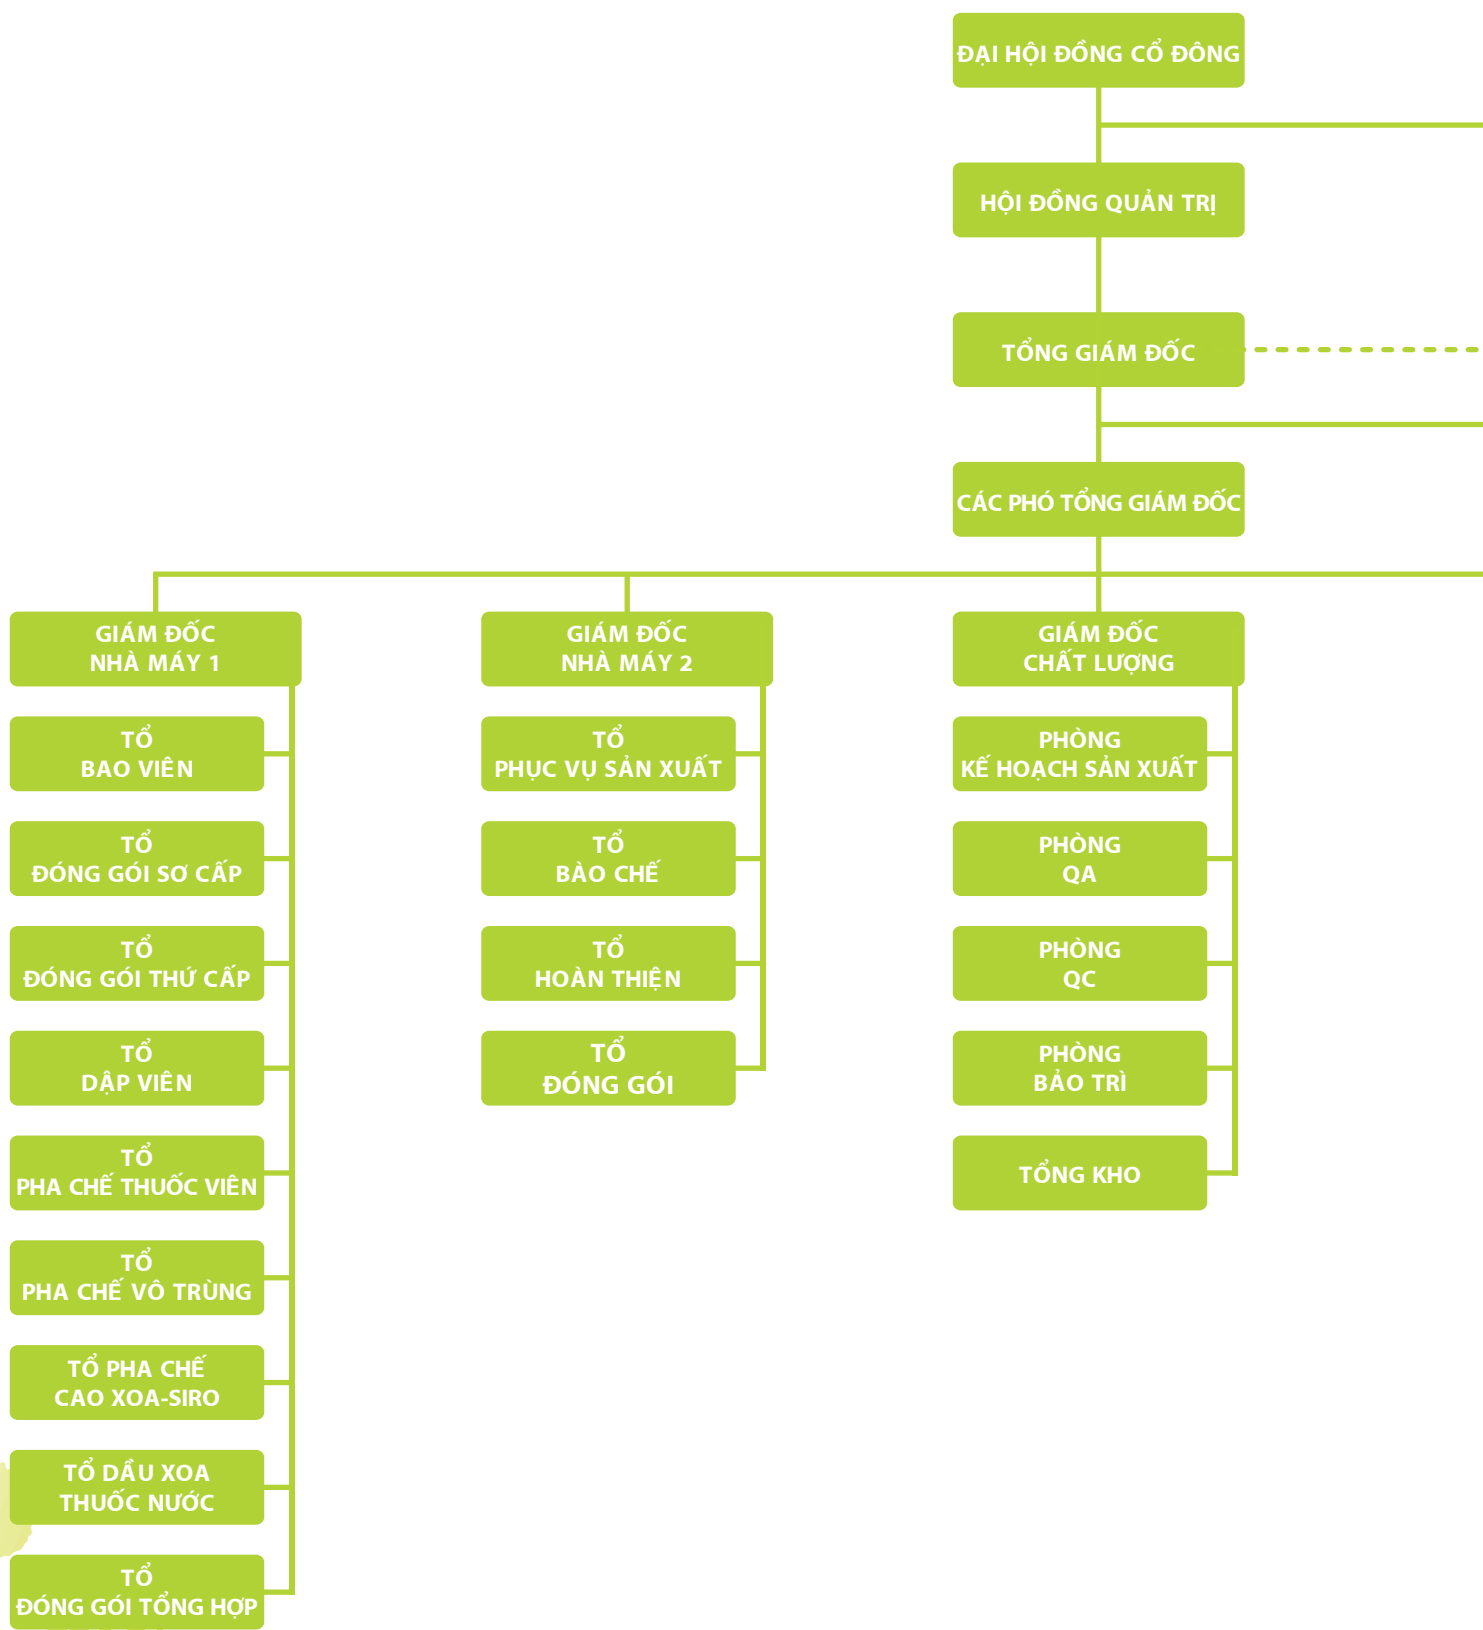 ĐẠI HỘI ĐỒNG CỔ ĐÔNG
HỘI ĐỒNG QUẢN TRỊ
TỔNG GIÁM ĐỐC
CÁC PHÓ TỔNG GIÁM ĐỐC
GIÁM ĐỐC
NHÀ MÁY 1
TỔ
BAO VIÊN
TỔ
ĐÓNG GÓI SƠ CẤP
TỔ
ĐÓNG GÓI THỨ CẤP
TỔ
DẬP VIÊN
TỔ
PHA CHẾ THUỐC VIÊN
TỔ
PHA CHẾ VÔ TRÙNG
TỔ PHA CHẾ
CAO XOA-SIRO
TỔ DẦU XOA
THUỐC NƯỚC
TỔ
ĐÓNG GÓI TỔNG HỢP
GIÁM ĐỐC
NHÀ MÁY 2
TỔ
PHỤC VỤ SẢN XUẤT
TỔ
BÀO CHẾ
TỔ
HOÀN THIỆN
TỔ
ĐÓNG GÓI
GIÁM ĐỐC
CHẤT LƯỢNG
PHÒNG
KẾ HOẠCH SẢN XUẤT
PHÒNG
QA
PHÒNG
QC
PHÒNG
BẢO TRÌ
TỔNG KHO